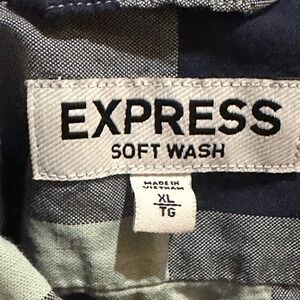 EXPRESS
SOFT WASH
MADE IN
VIETNAM
XL
TG